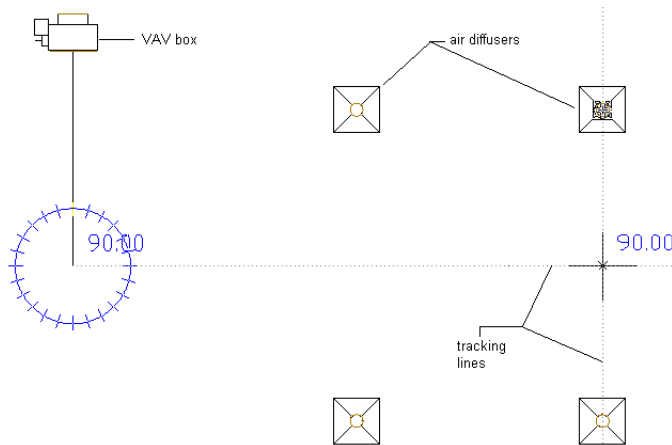 VAV box
air diffusers
90.00
90.00
tracking
lines